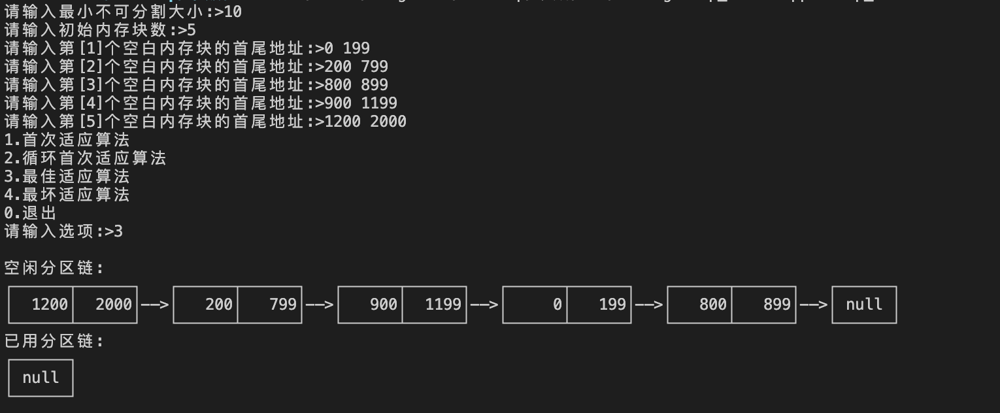 请输入最小不可分割大小:>10
请输入初始内存块数:>5
请输入第[1]个空白内存块的首尾地址:>0 199
请输入第[2]个空白内存块的首尾地址:>200 799
请输入第[3]个空白内存块的首尾地址:>800 899
请输入第[4]个空白内存块的首尾地址:>900 1199
请输入第[5]个空白内存块的首尾地址:>1200 2000
1.首次适应算法
2.循环首次适应算法
3.最佳适应算法
4.最坏适应算法
0.退出
请输入选项:>3
空闲分区链:
1200 2000 ——> 200 799 ——> 900 1199 ——> 0 199 ——> 800 899 ——> null
已用分区链:
null